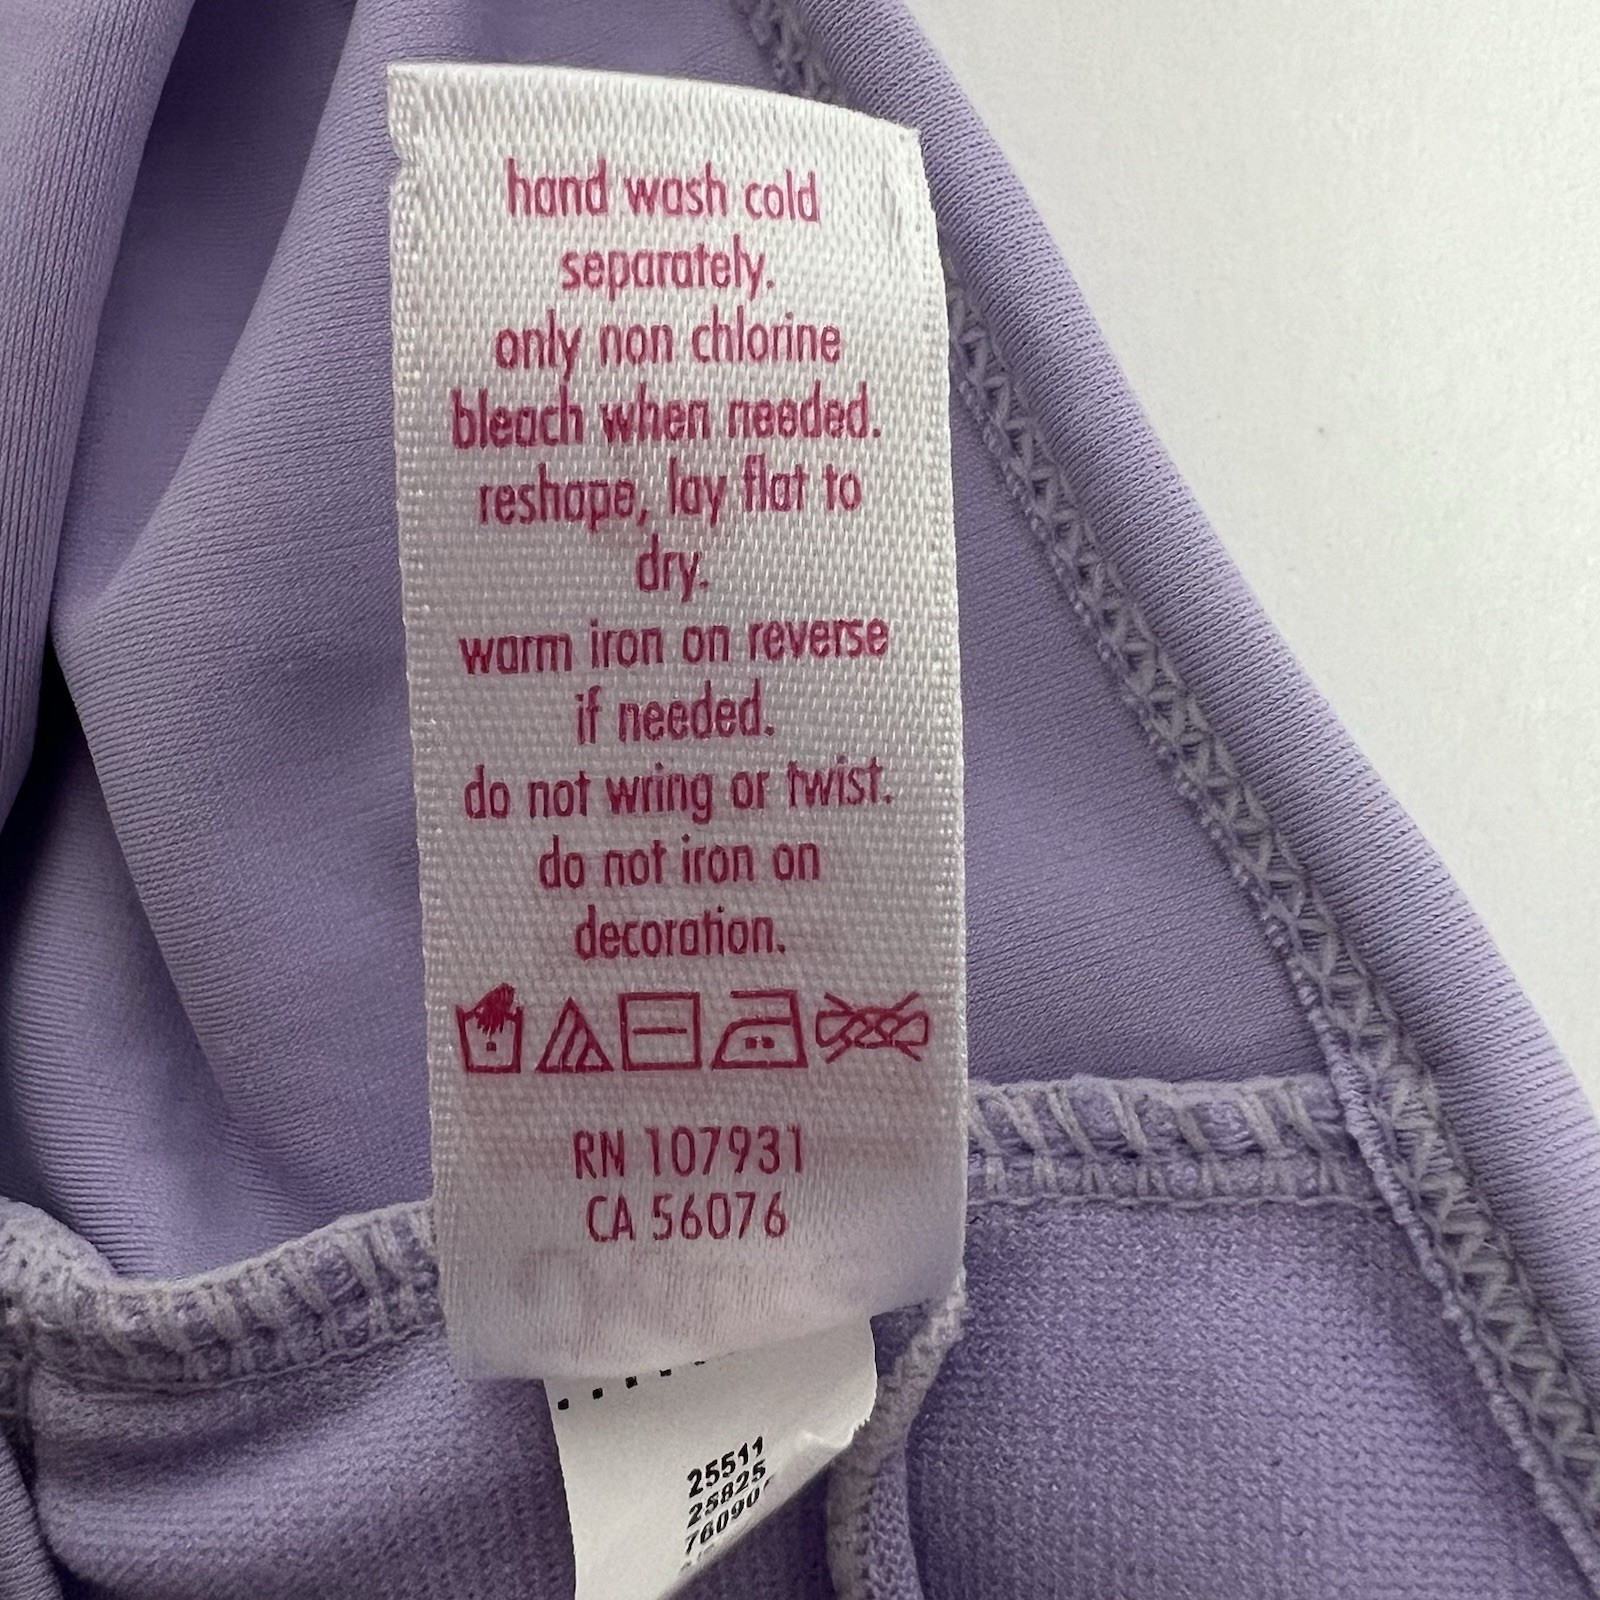 hand wash cold
separately.
only non chlorine
bleach when needed.
reshape, lay flat to
dry.
warm iron on reverse
if needed.
do not wring or twist.
do not iron on
decoration.
RN 107931
CA 56076
25511
25825